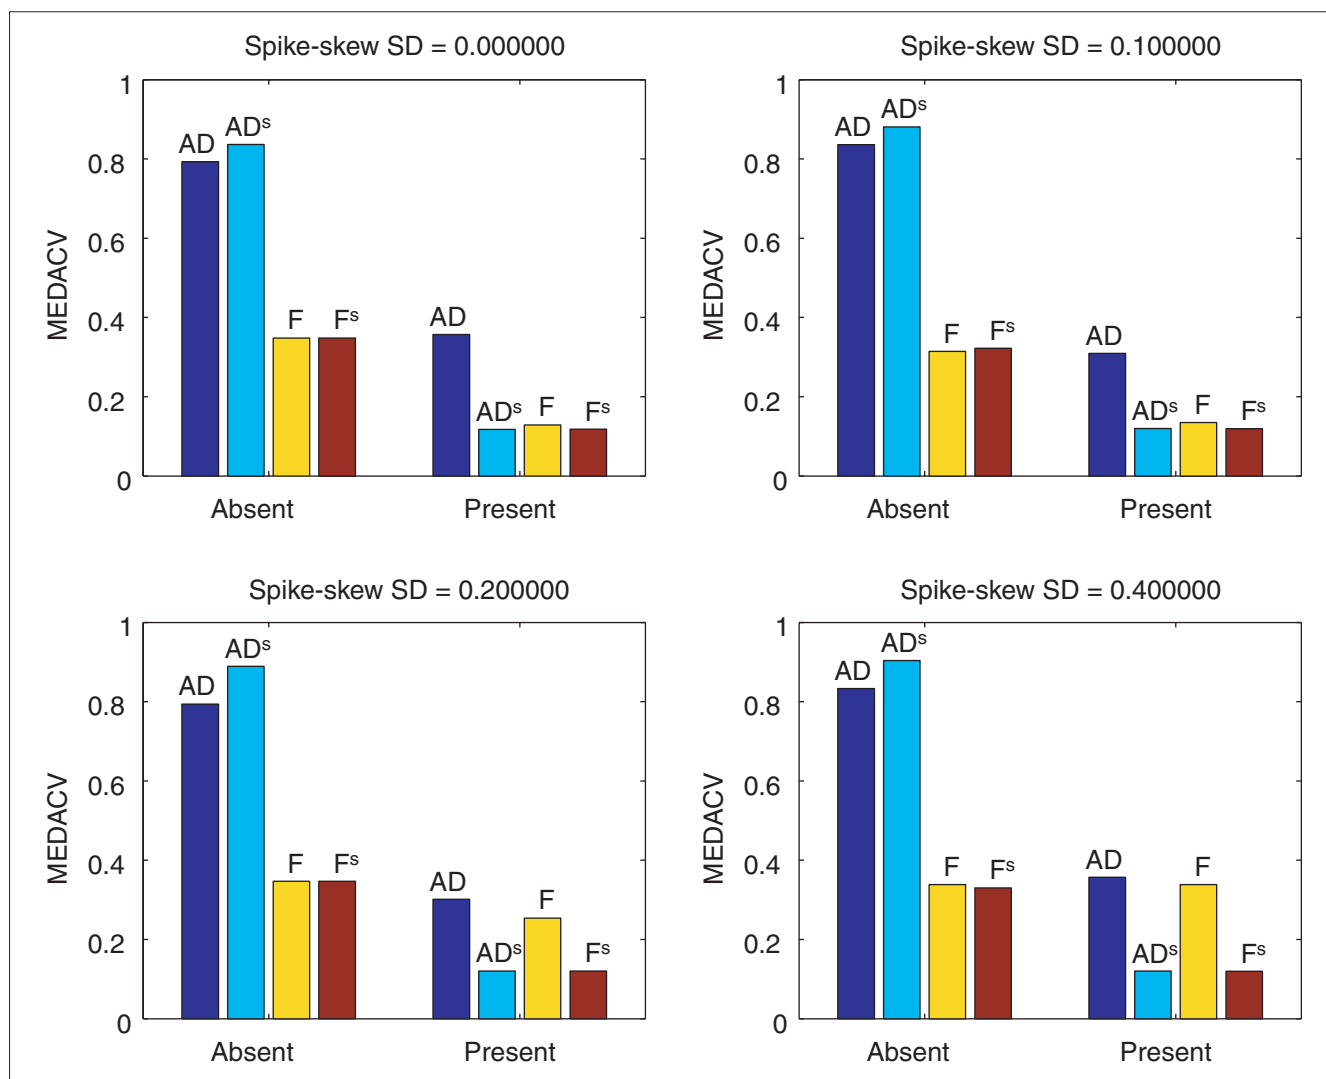 Spike-skew SD = 0.000000
1
0.8
0.6
0.4
0.2
0
MEDACV
AD
ADˢ
F
Fˢ
AD
ADˢ
F
Fˢ
Absent
Present
Spike-skew SD = 0.100000
1
0.8
0.6
0.4
0.2
0
MEDACV
AD
ADˢ
F
Fˢ
AD
ADˢ
F
Fˢ
Absent
Present
Spike-skew SD = 0.200000
1
0.8
0.6
0.4
0.2
0
MEDACV
AD
ADˢ
F
Fˢ
AD
ADˢ
F
Fˢ
Absent
Present
Spike-skew SD = 0.400000
1
0.8
0.6
0.4
0.2
0
MEDACV
AD
ADˢ
F
Fˢ
AD
ADˢ
F
Fˢ
Absent
Present